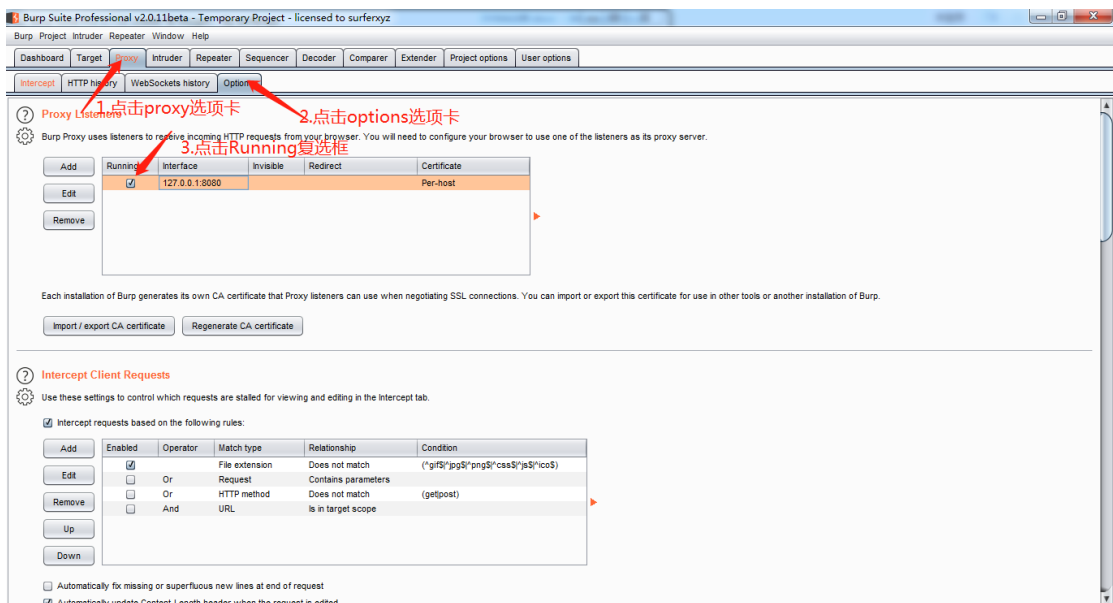 Burp Suite Professional v2.0.11beta - Temporary Project - licensed to surferxyz
Burp Project Intruder Repeater Window Help
Dashboard Target Proxy Intruder Repeater Sequencer Decoder Comparer Extender Project options User options
Intercept HTTP history WebSockets history Options
1.点击proxy选项卡
2.点击options选项卡
Proxy Listeners
Burp Proxy uses listeners to receive incoming HTTP requests from your browser. You will need to configure your browser to use one of the listeners as its proxy server.
3.点击Running复选框
Add Running Interface Invisible Redirect Certificate
127.0.0.1:8080 Per-host
Edit
Remove
Each installation of Burp generates its own CA certificate that Proxy listeners can use when negotiating SSL connections. You can import or export this certificate for use in other tools or another installation of Burp.
Import / export CA certificate Regenerate CA certificate
Intercept Client Requests
Use these settings to control which requests are stalled for viewing and editing in the Intercept tab.
Intercept requests based on the following rules:
Add Enabled Operator Match type Relationship Condition
File extension Does not match (^gif$|^jpg$|^png$|^css$|^js$|^ico$)
Edit
Or Request Contains parameters
Or HTTP method Does not match (get|post)
Remove
And URL Is in target scope
Up
Down
Automatically fix missing or superfluous new lines at end of request
Automatically update Content-Length header when the request is edited